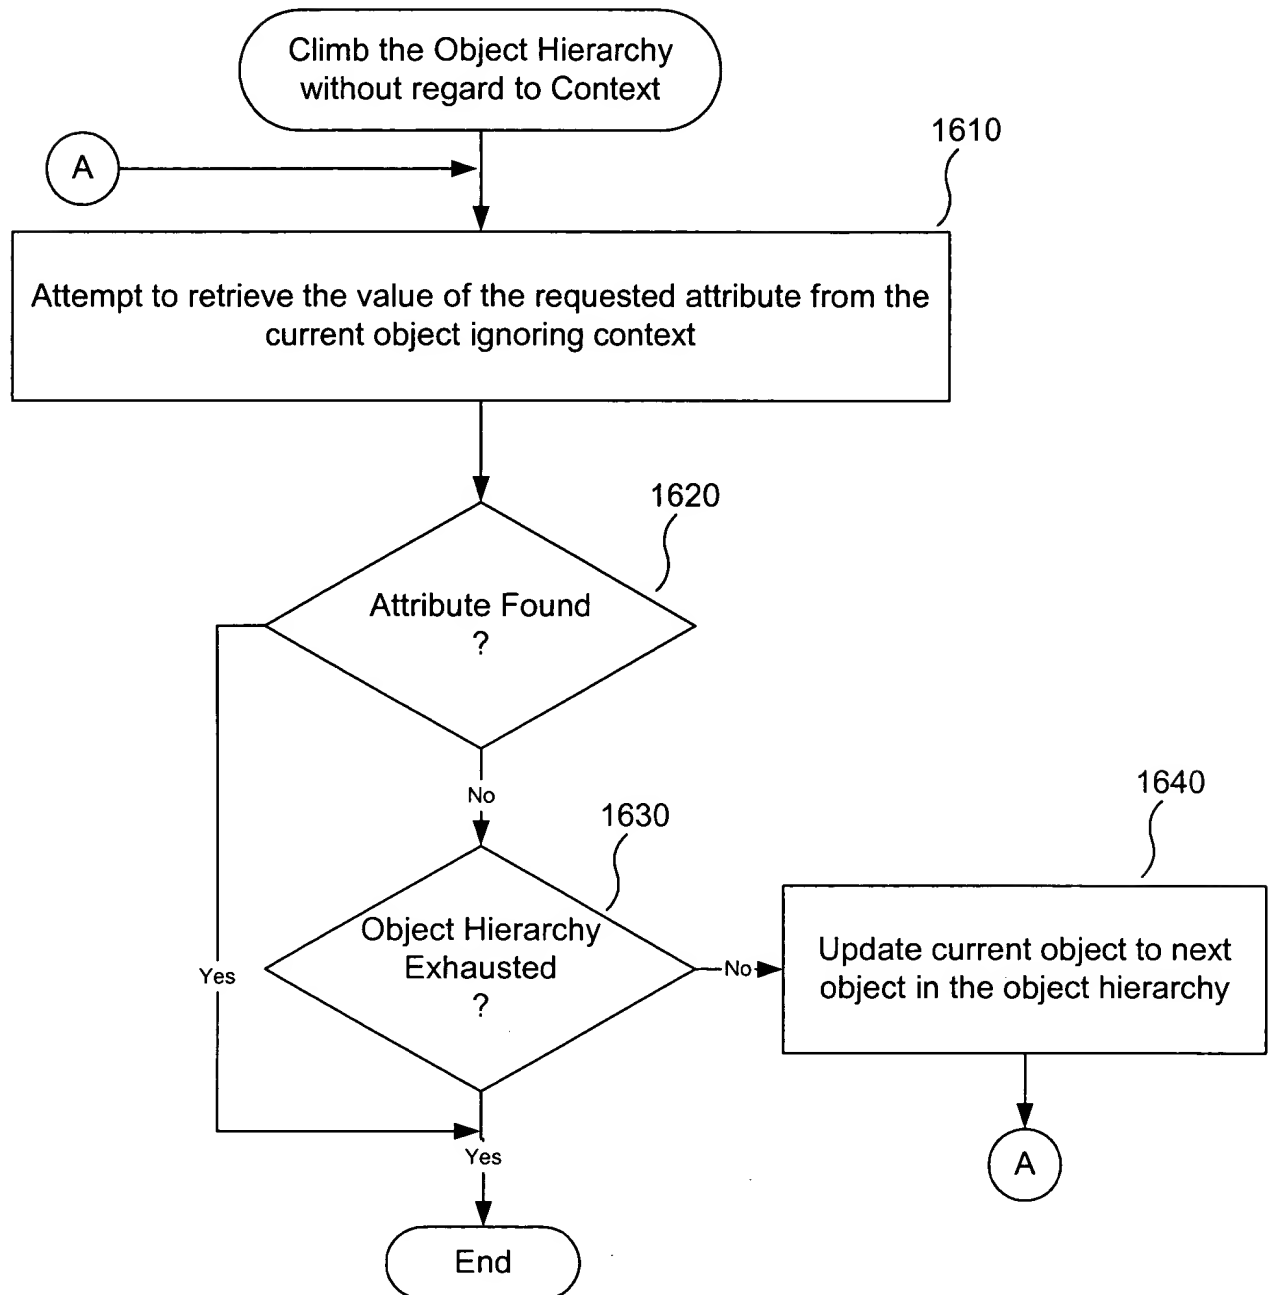 Climb the Object Hierarchy
without regard to Context
A
1610
Attempt to retrieve the value of the requested attribute from the
current object ignoring context
1620
Attribute Found
?
No
1630
1640
Object Hierarchy
Exhausted
?
No
Update current object to next
object in the object hierarchy
Yes
Yes
A
End